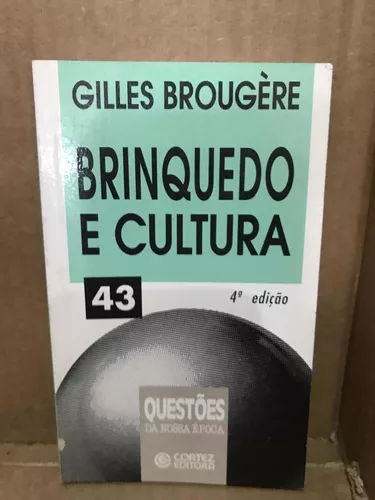 GILLES BROUGÈRE
BRINQUEDO
E CULTURA
43
4ª edição
QUESTÕES
DA NOSSA ÉPOCA
CORTEZ
EDITORA